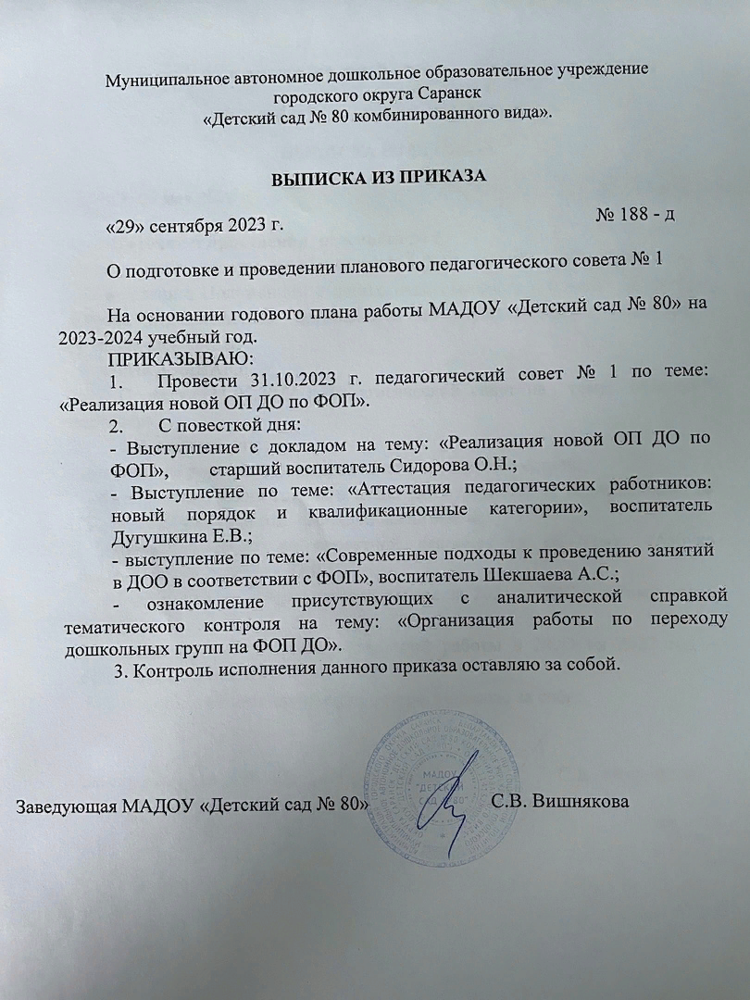 Муниципальное автономное дошкольное образовательное учреждение
городского округа Саранск
«Детский сад № 80 комбинированного вида».
ВЫПИСКА ИЗ ПРИКАЗА
«29» сентября 2023 г. № 188 - д
О подготовке и проведении планового педагогического совета № 1
На основании годового плана работы МАДОУ «Детский сад № 80» на
2023-2024 учебный год.
ПРИКАЗЫВАЮ:
1. Провести 31.10.2023 г. педагогический совет № 1 по теме:
«Реализация новой ОП ДО по ФОП».
2. С повесткой дня:
- Выступление с докладом на тему: «Реализация новой ОП ДО по
ФОП», старший воспитатель Сидорова О.Н.;
- Выступление по теме: «Аттестация педагогических работников:
новый порядок и квалификационные категории», воспитатель
Дугушкина Е.В.;
- выступление по теме: «Современные подходы к проведению занятий
в ДОО в соответствии с ФОП», воспитатель Шекшаева А.С.;
- ознакомление присутствующих с аналитической справкой
тематического контроля на тему: «Организация работы по переходу
дошкольных групп на ФОП ДО».
3. Контроль исполнения данного приказа оставляю за собой.
МАДОУ
"ДЕТСКИЙ
САД № 80"
Заведующая МАДОУ «Детский сад № 80» С.В. Вишнякова